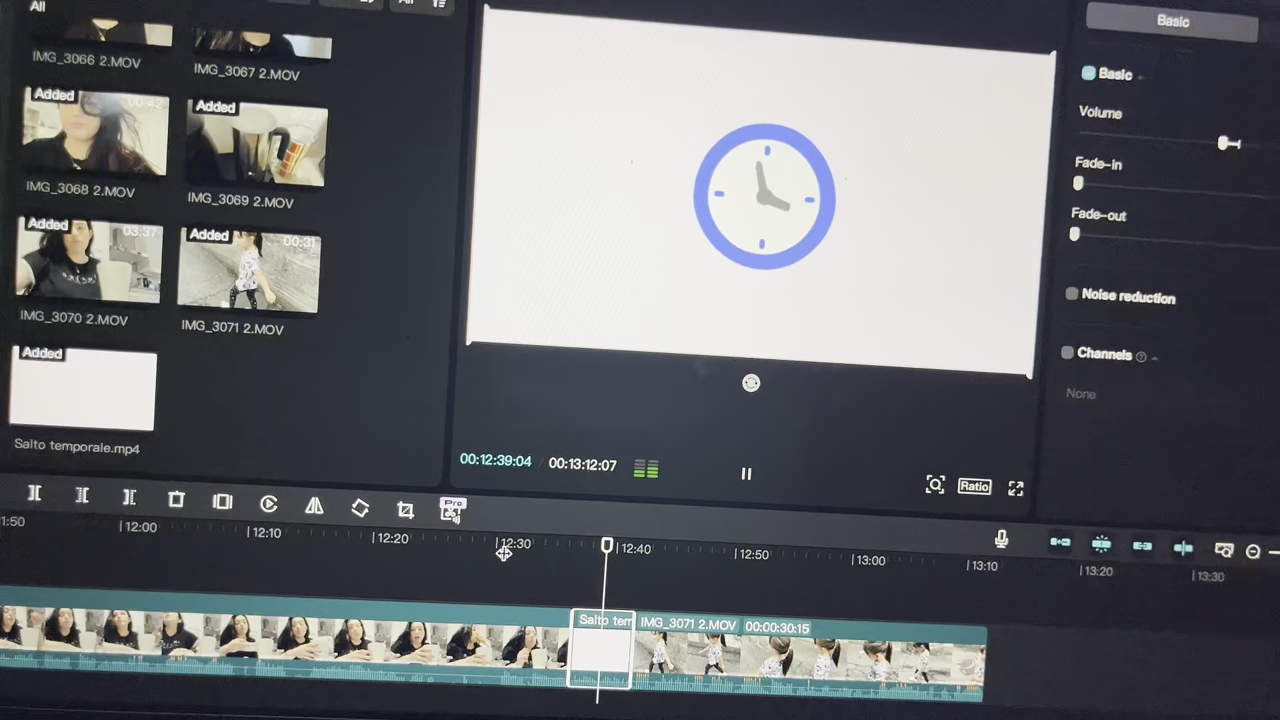 All
All
IMG_3066 2.MOV
IMG_3067 2.MOV
Added
00:42
IMG_3068 2.MOV
Added
IMG_3069 2.MOV
Added
03:37
IMG_3070 2.MOV
Added
00:31
IMG_3071 2.MOV
Added
Salto temporale.mp4
00:12:39:04 / 00:13:12:07
Ratio
Basic
Basic
Volume
Fade-in
Fade-out
Noise reduction
Channels ?
None
Pro
1:50
12:00
12:10
12:20
12:30
12:40
12:50
13:00
13:10
13:20
13:30
Salto tem
IMG_3071 2.MOV 00:00:30:15